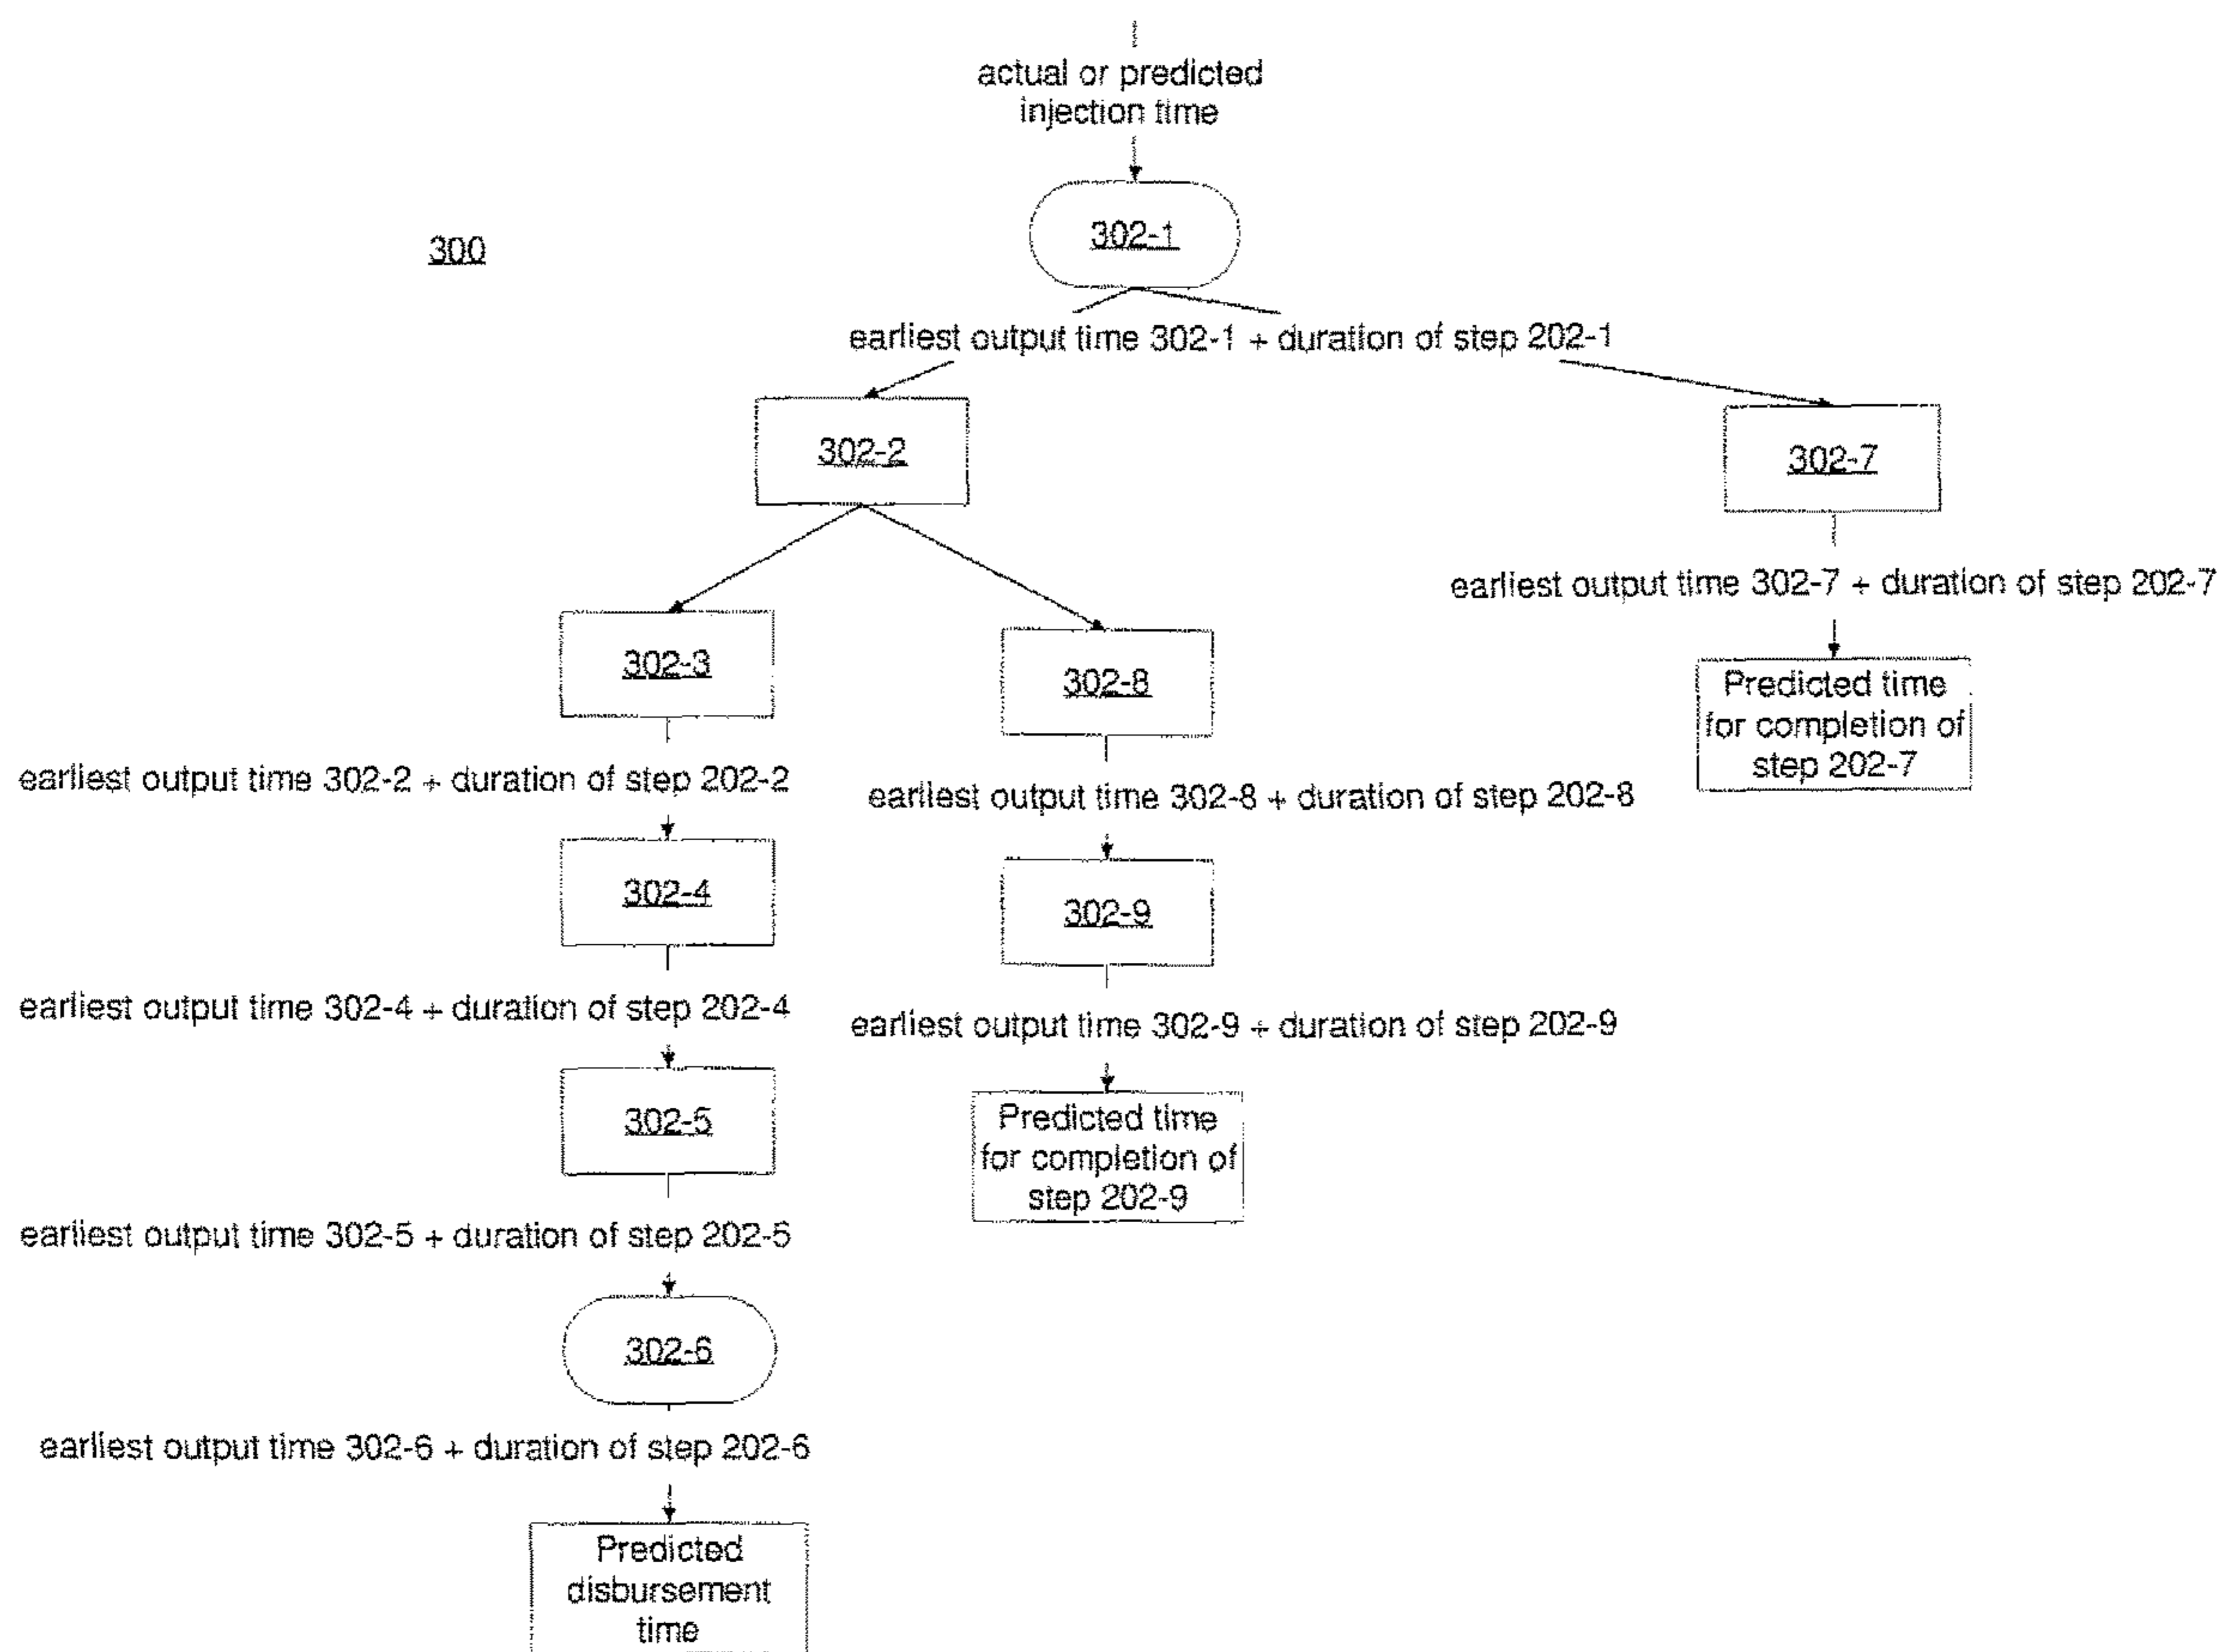 actual or predicted
injection time
300
302-1
earliest output time 302-1 + duration of step 202-1
302-2
302-7
earliest output time 302-7 + duration of step 202-7
302-3
302-8
Predicted time
for completion of
step 202-7
earliest output time 302-2 + duration of step 202-2
earliest output time 302-8 + duration of step 202-8
302-4
302-9
earliest output time 302-4 + duration of step 202-4
earliest output time 302-9 + duration of step 202-9
302-5
Predicted time
for completion of
step 202-9
earliest output time 302-5 + duration of step 202-5
302-6
earliest output time 302-6 + duration of step 202-6
Predicted
disbursement
time